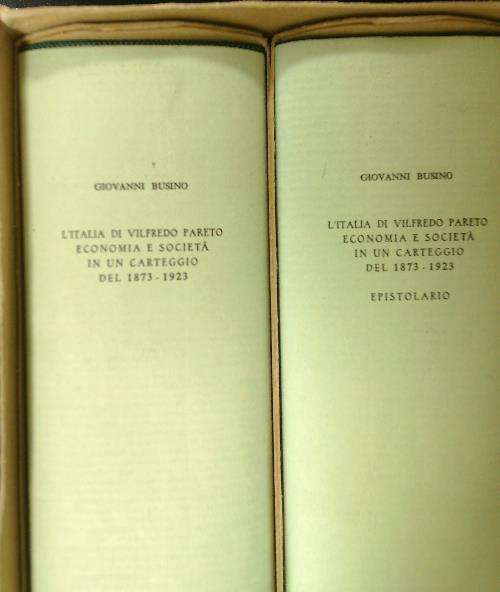 GIOVANNI BUSINO
L'ITALIA DI VILFREDO PARETO
ECONOMIA E SOCIETÀ
IN UN CARTEGGIO
DEL 1873 - 1923
GIOVANNI BUSINO
L'ITALIA DI VILFREDO PARETO
ECONOMIA E SOCIETÀ
IN UN CARTEGGIO
DEL 1873 - 1923
EPISTOLARIO